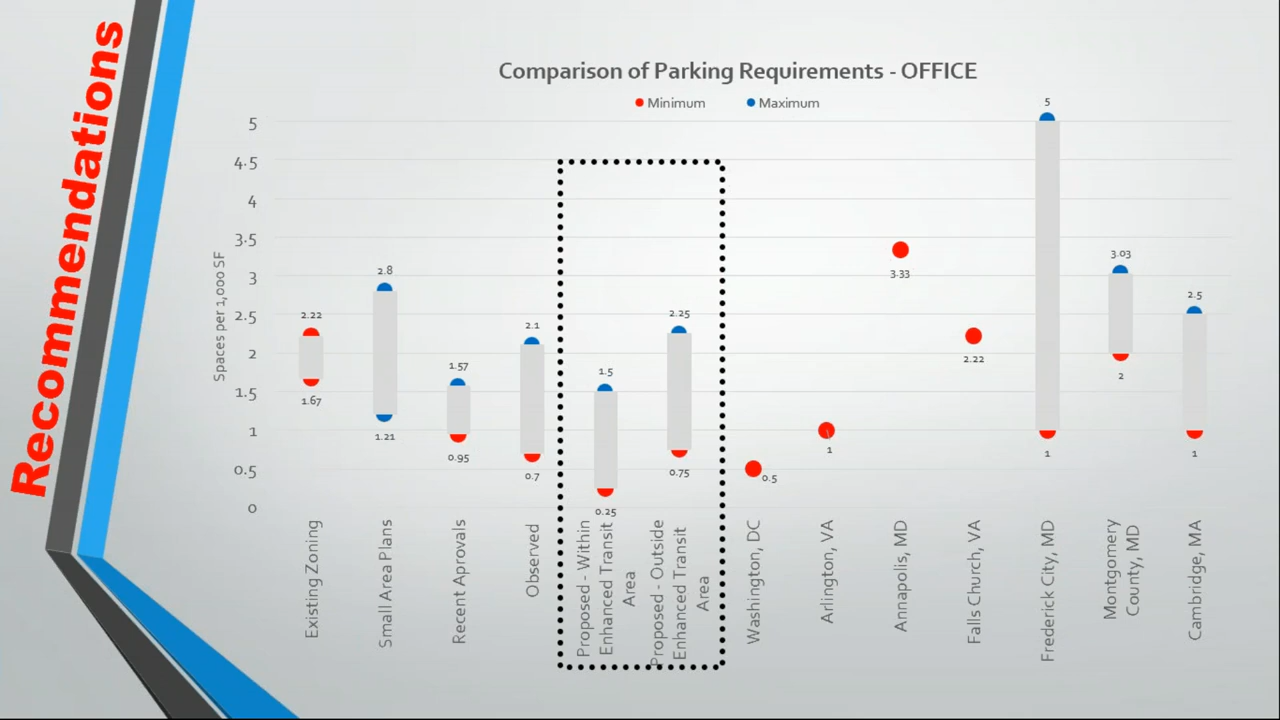 Recommendations
Comparison of Parking Requirements - OFFICE
Minimum
Maximum
Spaces per 1,000 SF
5
4.5
4
3.5
3
2.5
2
1.5
1
0.5
0
2.22
1.67
2.8
1.21
1.57
0.95
2.1
0.7
1.5
0.25
2.25
0.75
0.5
1
3.33
2.22
5
1
3.03
2
2.5
1
Existing Zoning
Small Area Plans
Recent Aprovals
Observed
Proposed - Within
Enhanced Transit
Area
Proposed - Outside
Enhanced Transit
Area
Washington, DC
Arlington, VA
Annapolis, MD
Falls Church, VA
Frederick City, MD
Montgomery
County, MD
Cambridge, MA